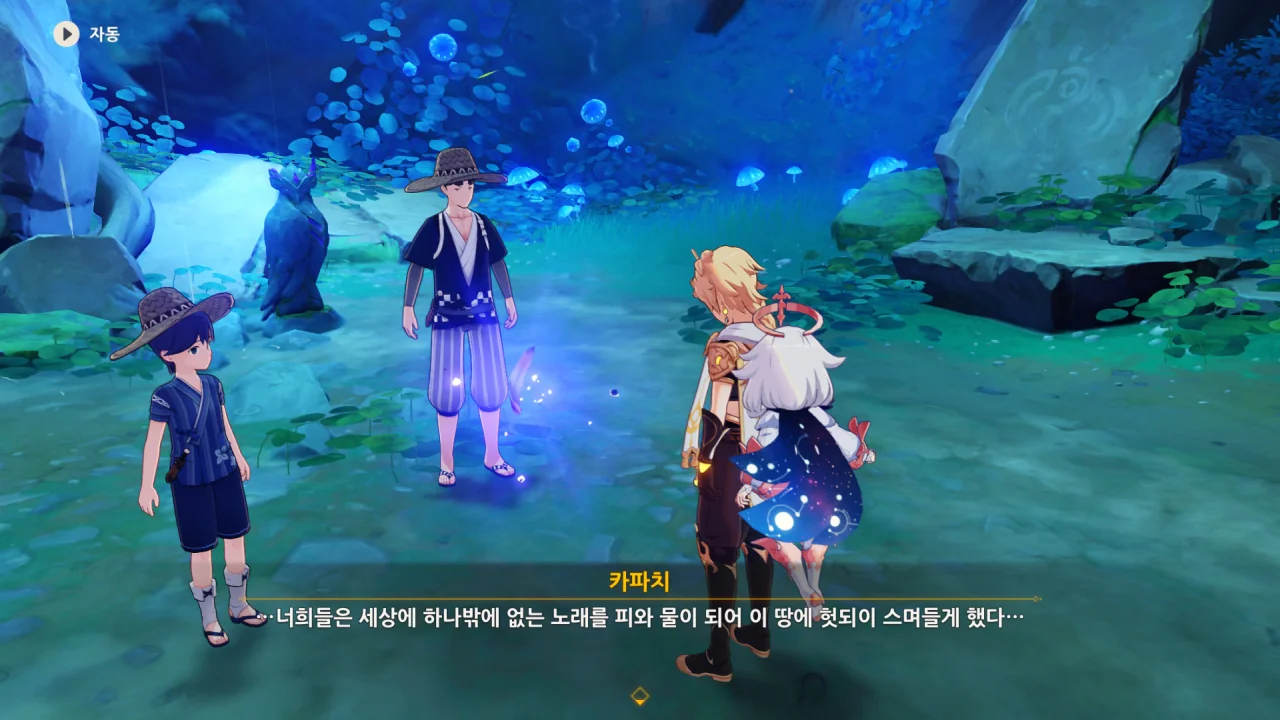 자동
카파치
…너희들은 세상에 하나밖에 없는 노래를 피와 물이 되어 이 땅에 헛되이 스며들게 했다…